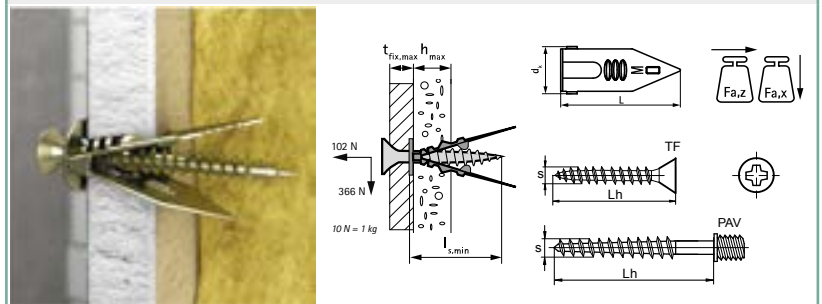 t fix,max h max
102 N
366 N
10 N = 1 kg
l s,min
d k
L
M
Fa,z Fa,x
TF
s
Lh
PAV
s
Lh